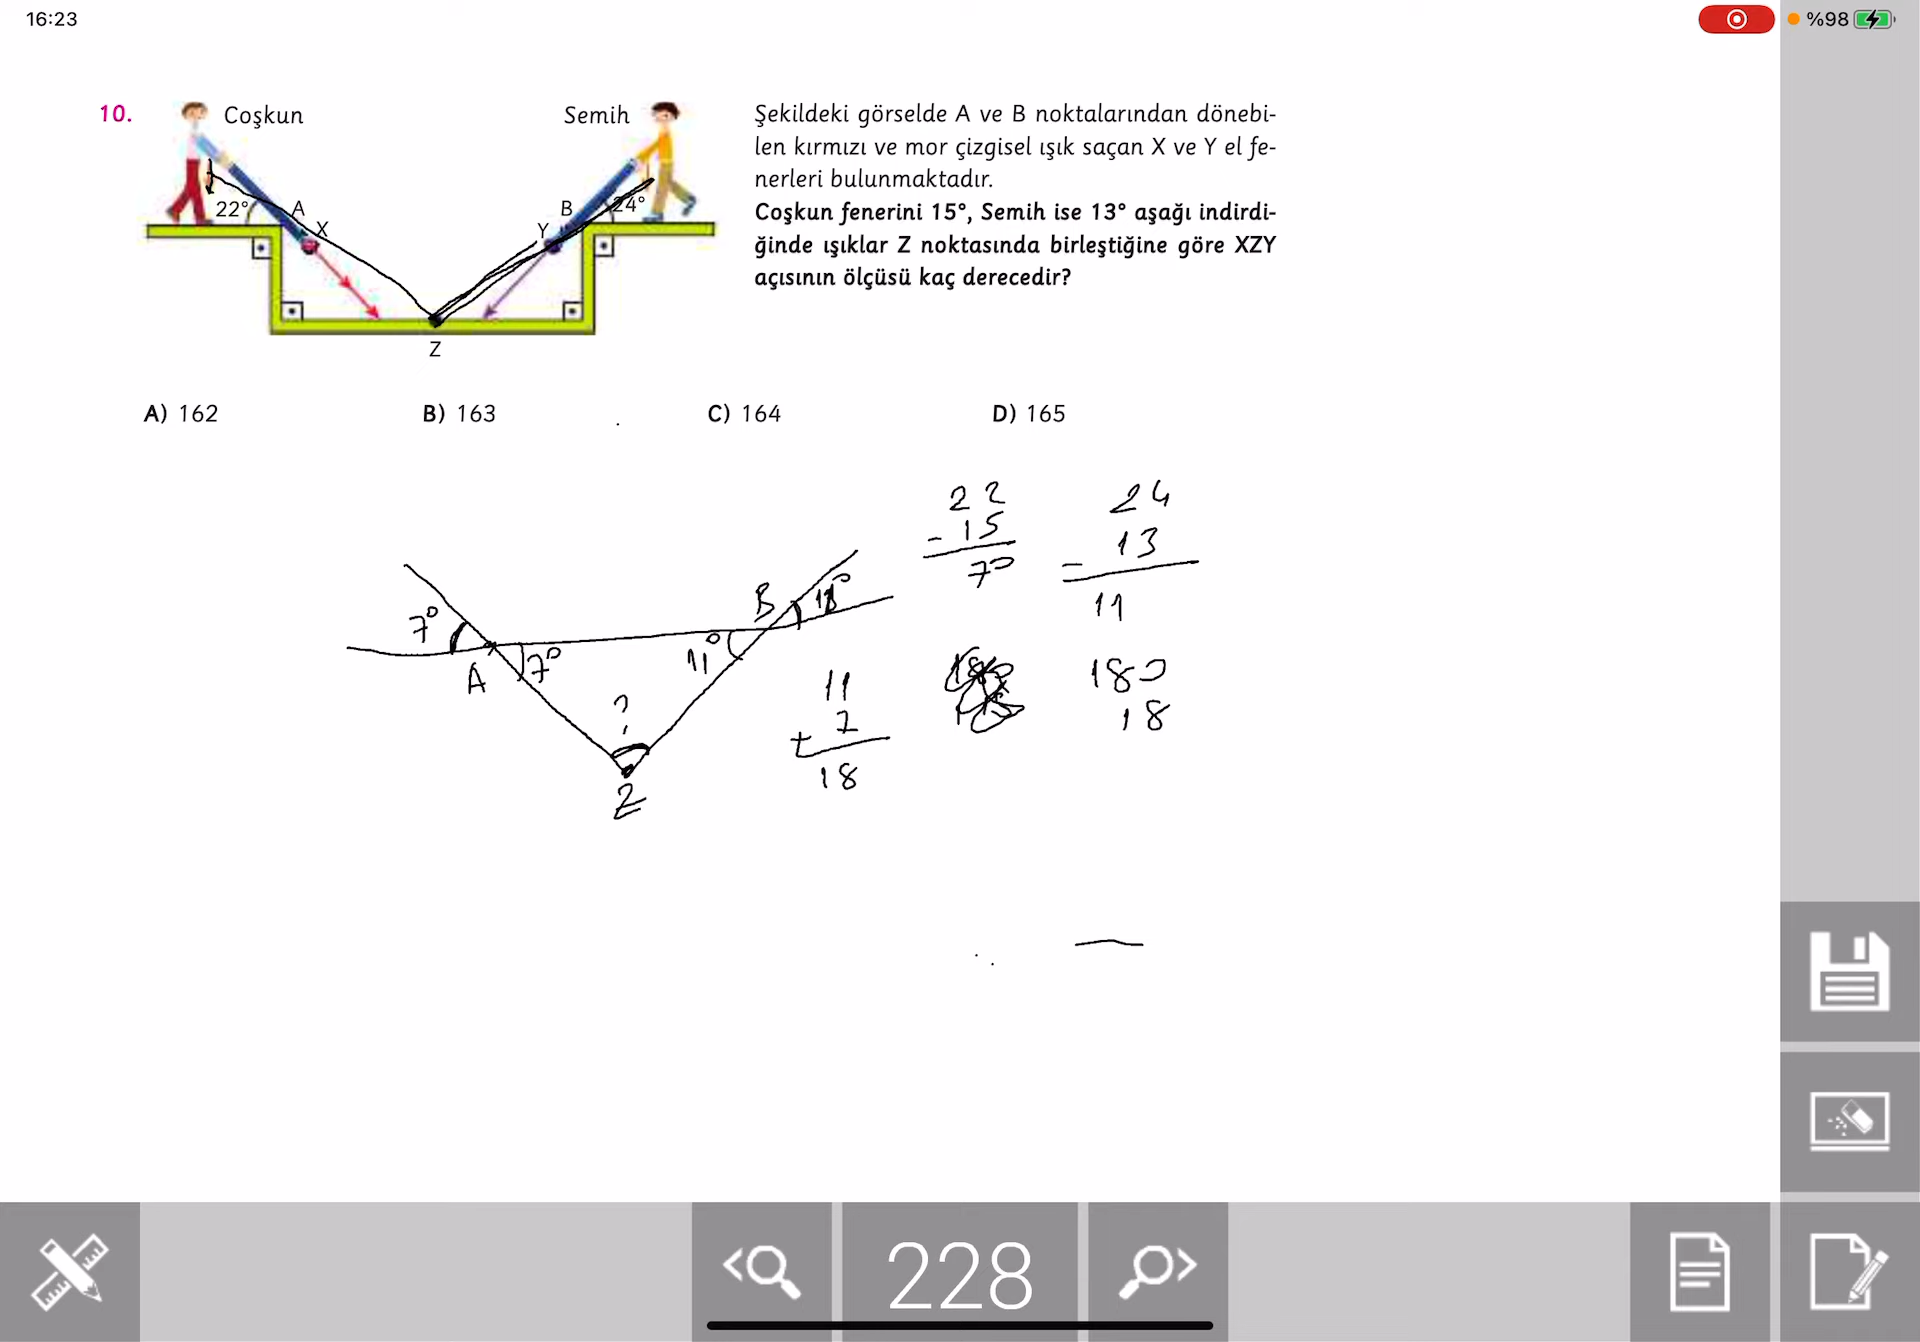 16:23
%98
10.
Coşkun
Semih
22°
A
X
B
Y
24°
Z
Şekildeki görselde A ve B noktalarından dönebi-
len kırmızı ve mor çizgisel ışık saçan X ve Y el fe-
nerleri bulunmaktadır.
Coşkun fenerini 15°, Semih ise 13° aşağı indirdi-
ğinde ışıklar Z noktasında birleştiğine göre XZY
açısının ölçüsü kaç derecedir?
A) 162
B) 163
C) 164
D) 165
22
- 15
7°
24
- 13
11
7°
A
7°
B
11°
?
Z
11
+ 7
18
180
18
228